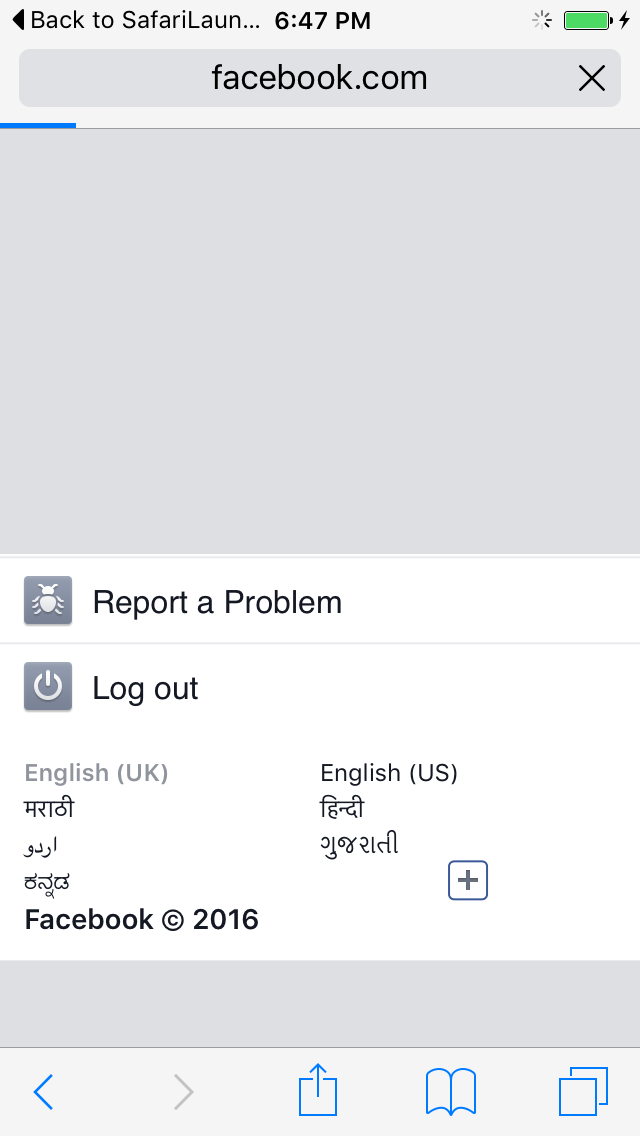 Back to SafariLaun... 6:47 PM
facebook.com
Report a Problem
Log out
English (UK) English (US)
मराठी हिन्दी
اردو ગુજરાતી
ಕನ್ನಡ
Facebook © 2016